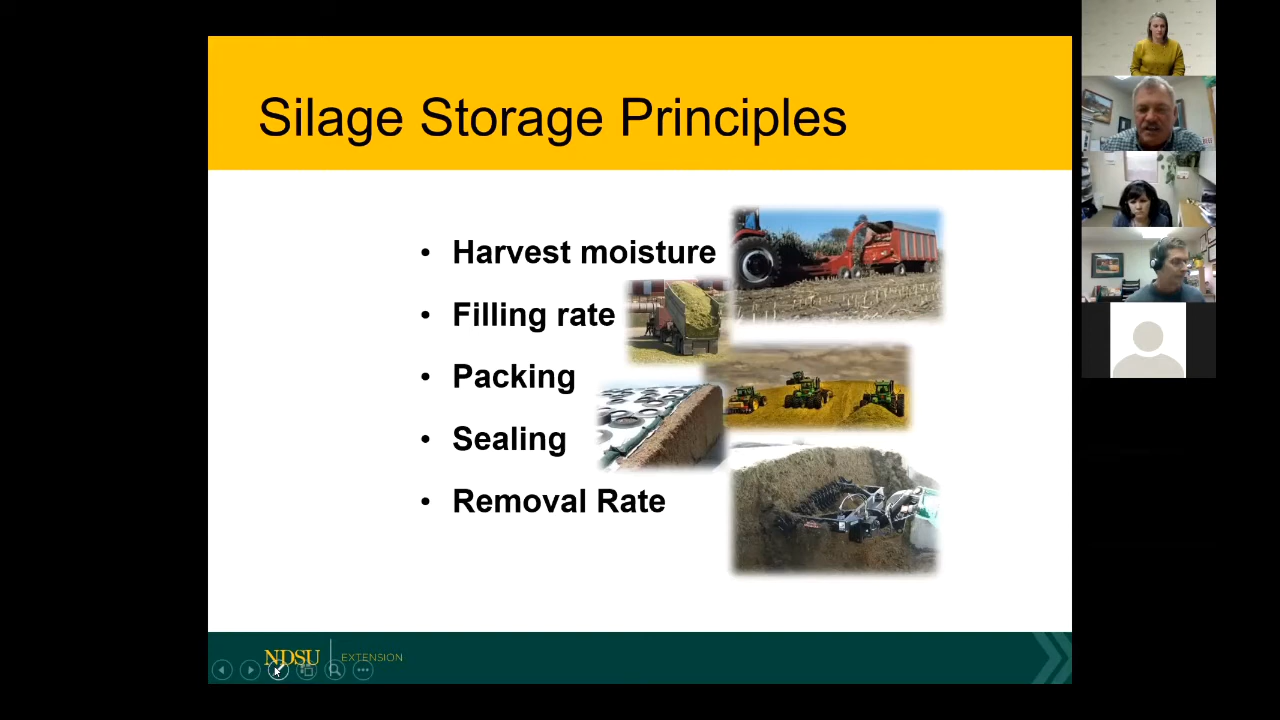 Silage Storage Principles
• Harvest moisture
• Filling rate
• Packing
• Sealing
• Removal Rate
NDSU EXTENSION